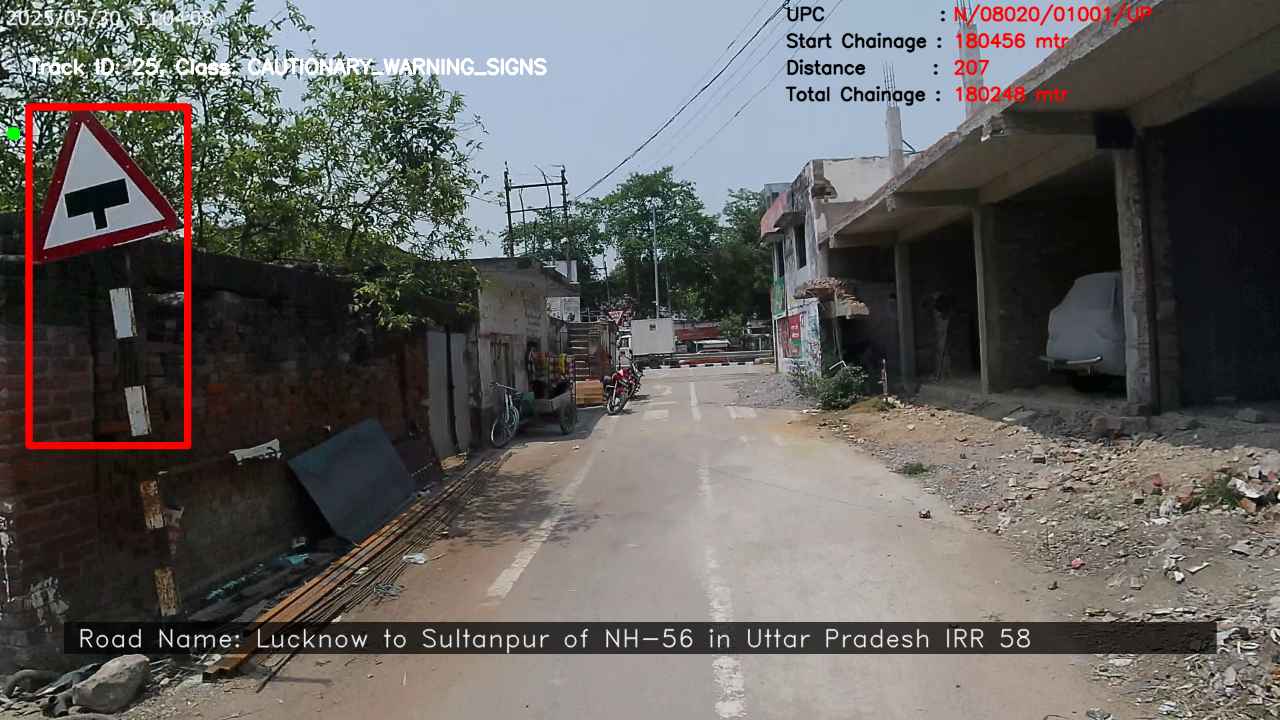 2025/05/30, 11:04:08
UPC : N/08020/01001/UP
Start Chainage : 180456 mtr
Track ID: 25, Class: CAUTIONARY_WARNING_SIGNS
Distance : 207
Total Chainage : 180248 mtr
Road Name: Lucknow to Sultanpur of NH-56 in Uttar Pradesh IRR 58